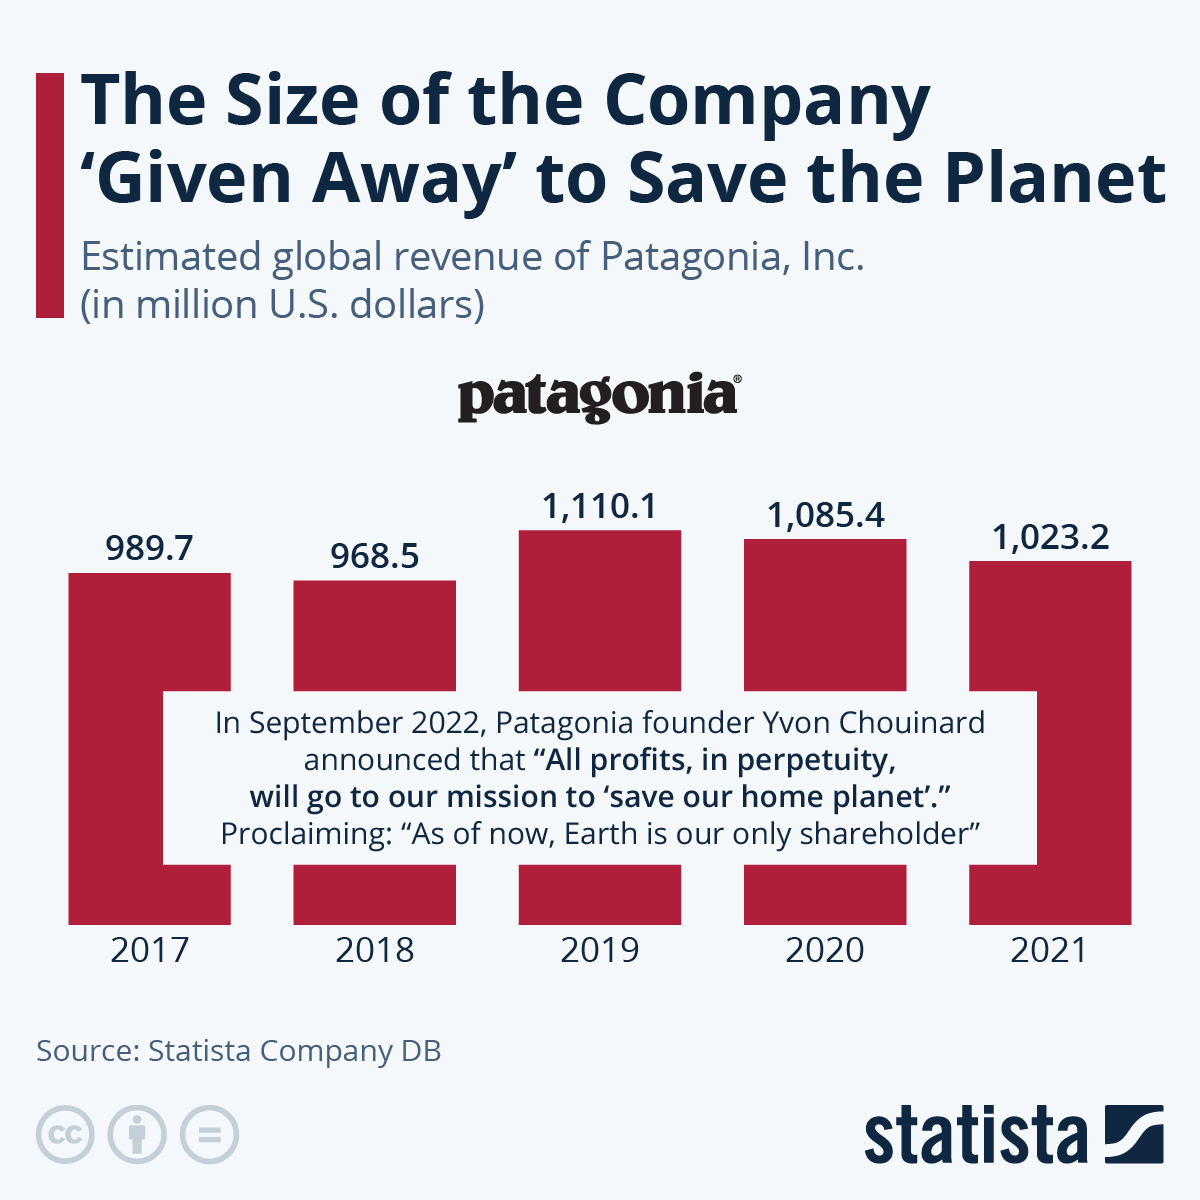 The Size of the Company
‘Given Away’ to Save the Planet
Estimated global revenue of Patagonia, Inc.
(in million U.S. dollars)
patagonia®
989.7
968.5
1,110.1
1,085.4
1,023.2
In September 2022, Patagonia founder Yvon Chouinard
announced that “All profits, in perpetuity,
will go to our mission to ‘save our home planet’.”
Proclaiming: “As of now, Earth is our only shareholder”
2017
2018
2019
2020
2021
Source: Statista Company DB
cc
statista